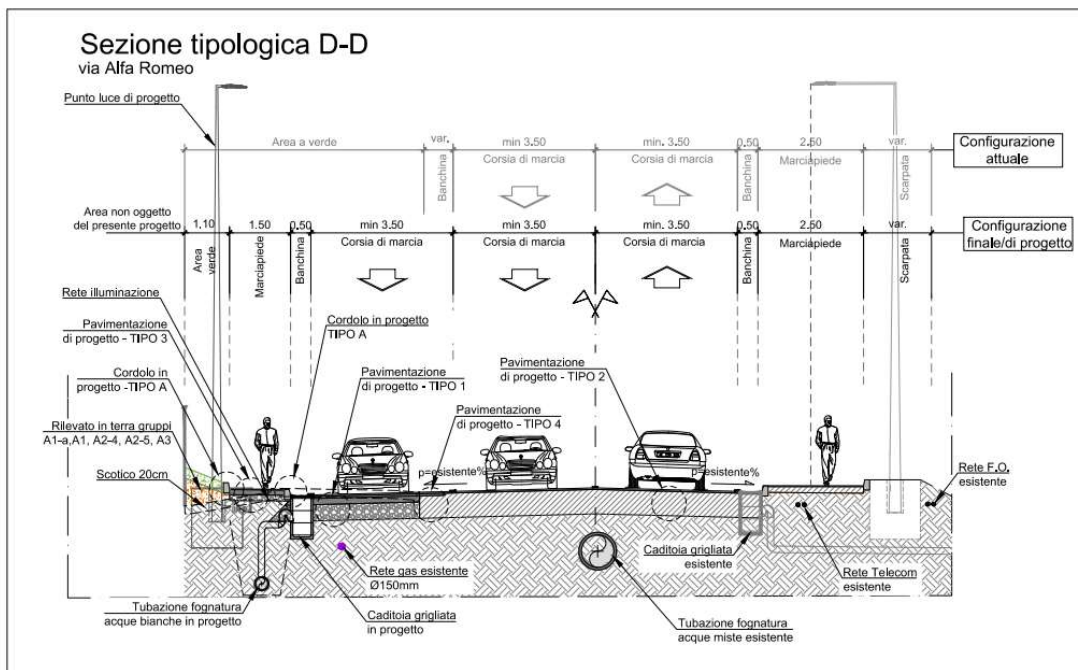 Sezione tipologica D-D
via Alfa Romeo
Punto luce di progetto
Area a verde
var.
Banchina
min 3.50
Corsia di marcia
min. 3.50
Corsia di marcia
0.50
Banchina
2.50
Marciapiede
var.
Scarpata
Configurazione
attuale
Area non oggetto
del presente progetto
1,10
Area
verde
1.50
Marciapiede
0.50
Banchina
min 3.50
Corsia di marcia
min. 3.50
Corsia di marcia
min. 3.50
Corsia di marcia
0.50
Banchina
2.50
Marciapiede
var.
Scarpata
Configurazione
finale/di progetto
Rete illuminazione
Pavimentazione
di progetto - TIPO 3
Cordolo in
progetto -TIPO A
Rilevato in terra gruppi
A1-a,A1, A2-4, A2-5, A3
Scotico 20cm
Cordolo in progetto
TIPO A
Pavimentazione
di progetto - TIPO 1
Pavimentazione
di progetto - TIPO 4
Pavimentazione
di progetto - TIPO 2
p=esistente%
p=esistente%
Rete F.O.
esistente
Rete gas esistente
Ø150mm
Caditoia grigliata
esistente
Rete Telecom
esistente
Tubazione fognatura
acque bianche in progetto
Caditoia grigliata
in progetto
Tubazione fognatura
acque miste esistente